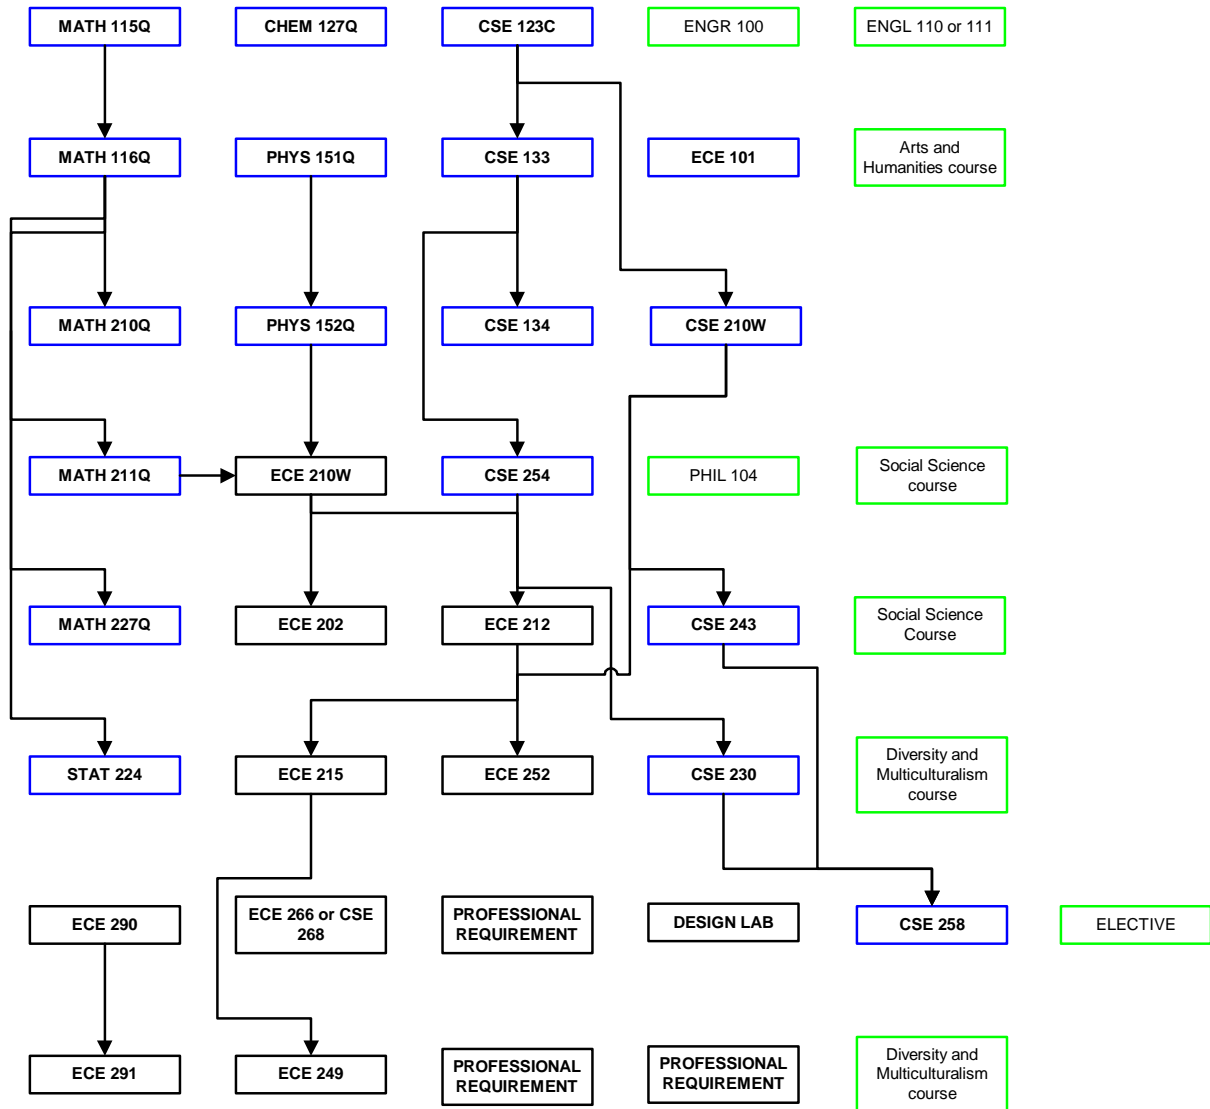 MATH 115Q
CHEM 127Q
CSE 123C
ENGR 100
ENGL 110 or 111
MATH 116Q
PHYS 151Q
CSE 133
ECE 101
Arts and
Humanities course
MATH 210Q
PHYS 152Q
CSE 134
CSE 210W
MATH 211Q
ECE 210W
CSE 254
PHIL 104
Social Science
course
MATH 227Q
ECE 202
ECE 212
CSE 243
Social Science
Course
STAT 224
ECE 215
ECE 252
CSE 230
Diversity and
Multiculturalism
course
ECE 290
ECE 266 or CSE
268
PROFESSIONAL
REQUIREMENT
DESIGN LAB
CSE 258
ELECTIVE
ECE 291
ECE 249
PROFESSIONAL
REQUIREMENT
PROFESSIONAL
REQUIREMENT
Diversity and
Multiculturalism
course